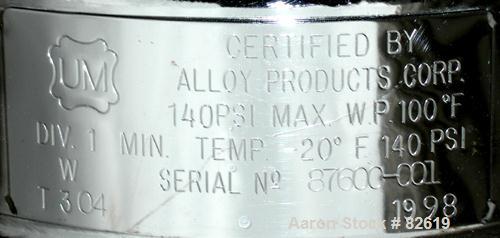 CERTIFIED BY
UM
ALLOY PRODUCTS CORP.
140PSI MAX. W.P. 100°F
DIV. 1 MIN. TEMP. -20° F 140 PSI
W SERIAL Nº 87600-001
T 304 1998
Aaron Stock # 82619